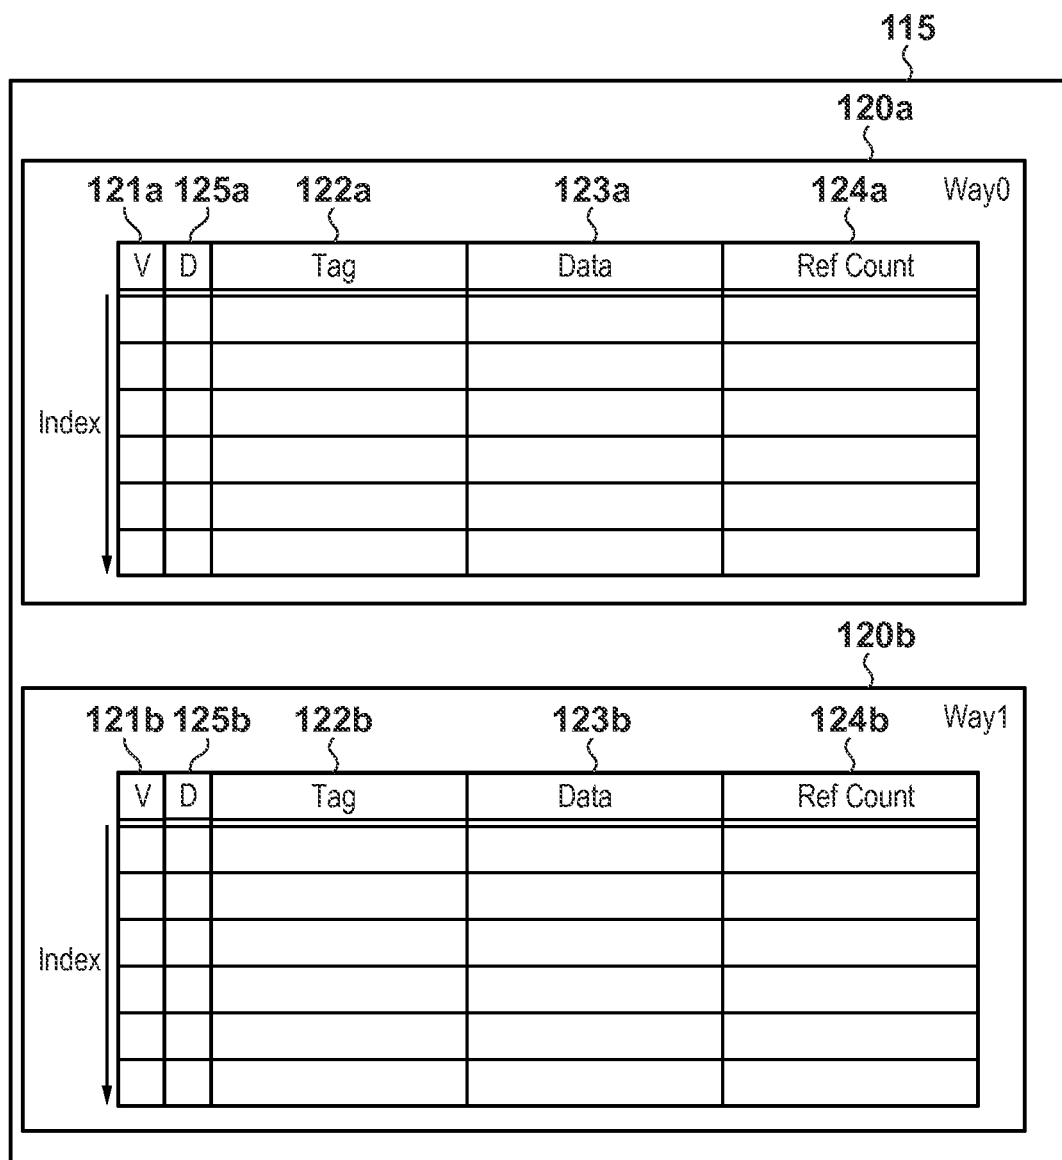 115
120a
121a 125a 122a 123a 124a Way0
V D Tag Data Ref Count
Index
120b
121b 125b 122b 123b 124b Way1
V D Tag Data Ref Count
Index